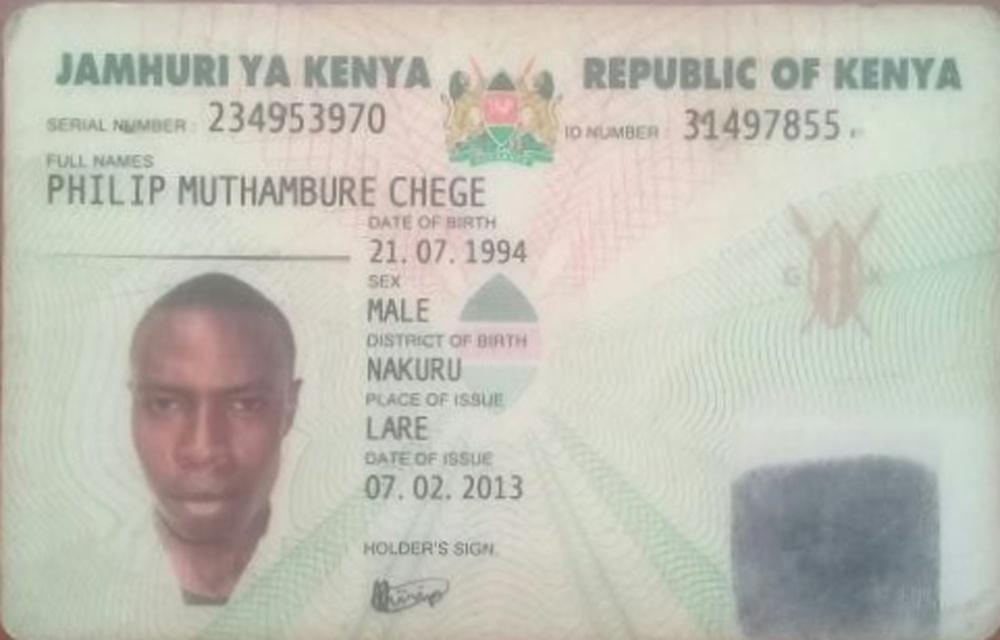 JAMHURI YA KENYA REPUBLIC OF KENYA
SERIAL NUMBER : 234953970 ID NUMBER : 31497855
FULL NAMES
PHILIP MUTHAMBURE CHEGE
DATE OF BIRTH
21. 07. 1994
SEX
MALE
DISTRICT OF BIRTH
NAKURU
PLACE OF ISSUE
LARE
DATE OF ISSUE
07. 02. 2013
HOLDER'S SIGN.
G K